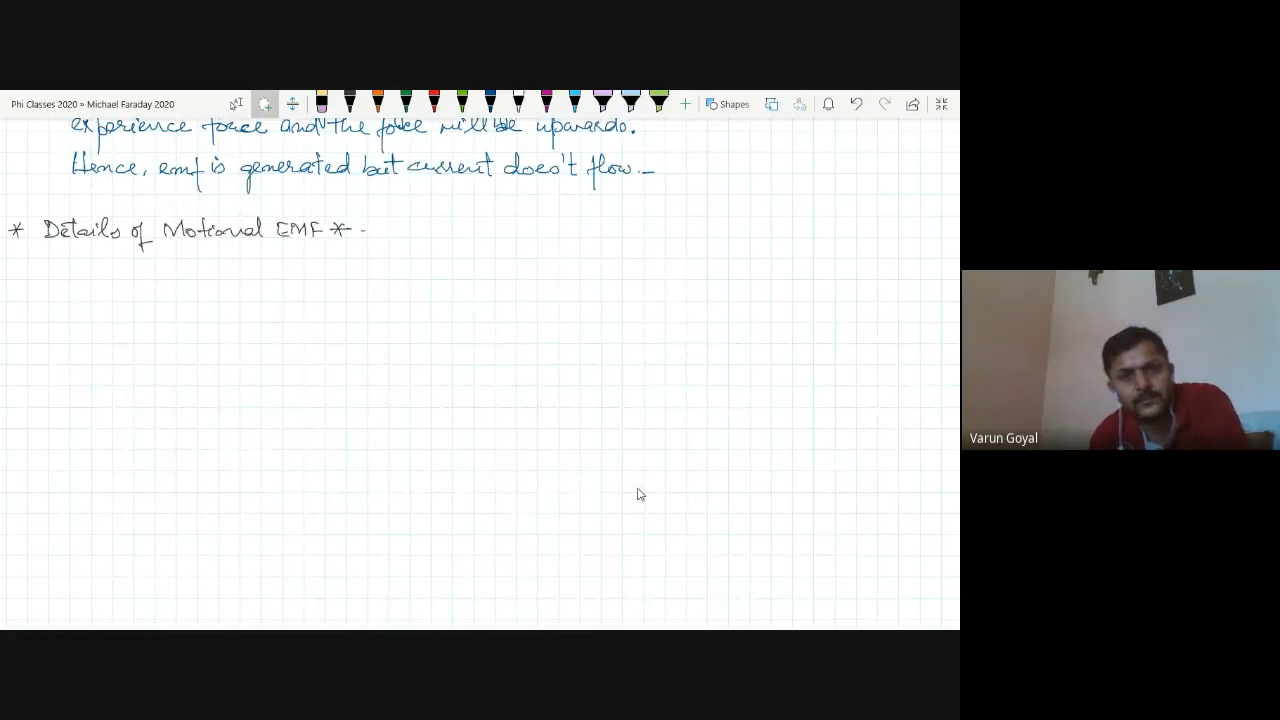 Phi Classes 2020 » Michael Faraday 2020
Shapes
experience force and the force will be upwards.
Hence, emf is generated but current does't flow._
* Details of Motional EMF * -
Varun Goyal